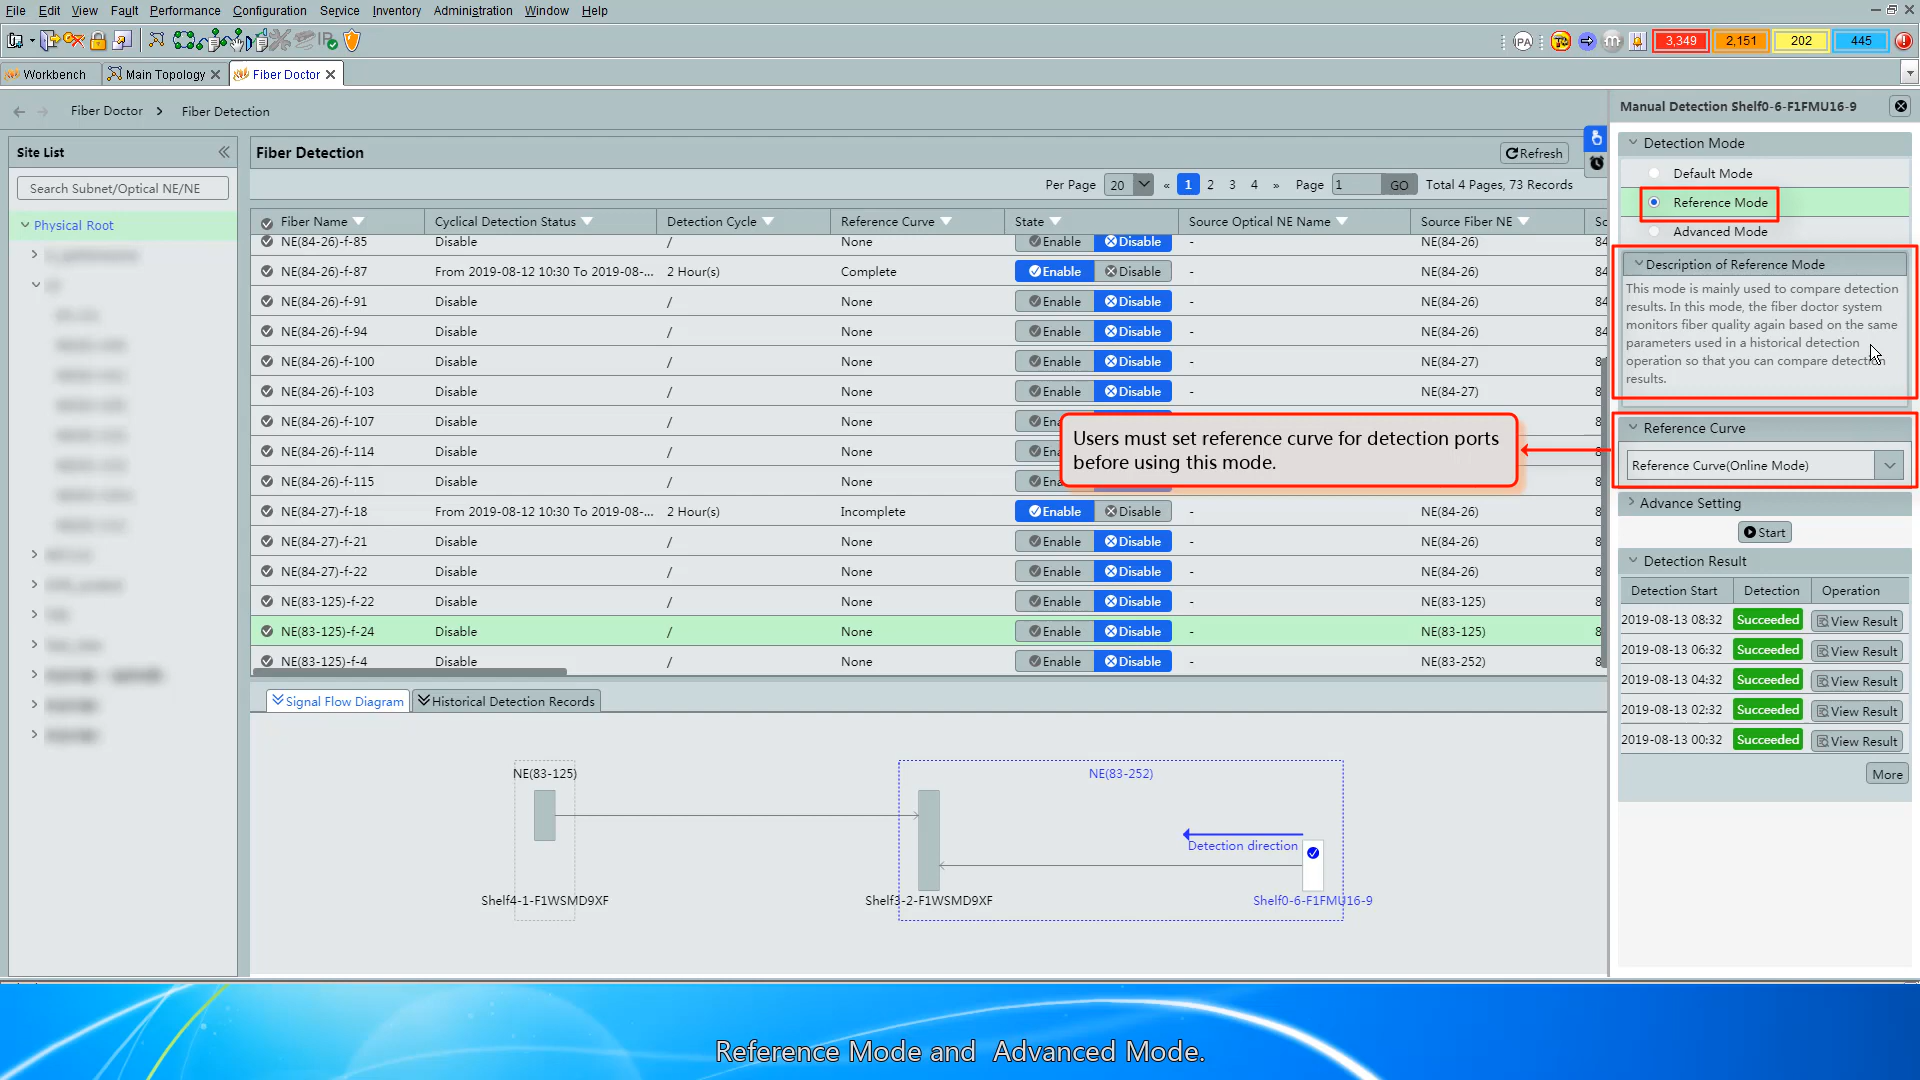 File Edit View Fault Performance Configuration Service Inventory Administration Window Help
IPA 3,349 2,151 202 445
Workbench Main Topology Fiber Doctor
Fiber Doctor > Fiber Detection
Manual Detection Shelf0-6-F1FMU16-9
Site List
Search Subnet/Optical NE/NE
Physical Root
Fiber Detection
Refresh
Per Page 20 « 1 2 3 4 » Page 1 GO Total 4 Pages, 73 Records
Fiber Name Cyclical Detection Status Detection Cycle Reference Curve State Source Optical NE Name Source Fiber NE Sc
NE(84-26)-f-85 Disable / None Enable Disable - NE(84-26) 84
NE(84-26)-f-87 From 2019-08-12 10:30 To 2019-08-... 2 Hour(s) Complete Enable Disable - NE(84-26) 84
NE(84-26)-f-91 Disable / None Enable Disable - NE(84-26) 84
NE(84-26)-f-94 Disable / None Enable Disable - NE(84-26) 84
NE(84-26)-f-100 Disable / None Enable Disable - NE(84-27) 8
NE(84-26)-f-103 Disable / None Enable Disable - NE(84-27) 8
NE(84-26)-f-107 Disable / None Ena
NE(84-26)-f-114 Disable / None Ena
NE(84-26)-f-115 Disable / None Ena
NE(84-27)-f-18 From 2019-08-12 10:30 To 2019-08-... 2 Hour(s) Incomplete Enable Disable - NE(84-26) 8
NE(84-27)-f-21 Disable / None Enable Disable - NE(84-26) 8
NE(84-27)-f-22 Disable / None Enable Disable - NE(84-26) 8
NE(83-125)-f-22 Disable / None Enable Disable - NE(83-125) 8
NE(83-125)-f-24 Disable / None Enable Disable - NE(83-125) 8
NE(83-125)-f-4 Disable / None Enable Disable - NE(83-252) 8
Users must set reference curve for detection ports
before using this mode.
Signal Flow Diagram Historical Detection Records
NE(83-125)
NE(83-252)
Detection direction
Shelf4-1-F1WSMD9XF
Shelf3-2-F1WSMD9XF
Shelf0-6-F1FMU16-9
Detection Mode
Default Mode
Reference Mode
Advanced Mode
Description of Reference Mode
This mode is mainly used to compare detection
results. In this mode, the fiber doctor system
monitors fiber quality again based on the same
parameters used in a historical detection
operation so that you can compare detection
results.
Reference Curve
Reference Curve(Online Mode)
Advance Setting
Start
Detection Result
Detection Start Detection Operation
2019-08-13 08:32 Succeeded View Result
2019-08-13 06:32 Succeeded View Result
2019-08-13 04:32 Succeeded View Result
2019-08-13 02:32 Succeeded View Result
2019-08-13 00:32 Succeeded View Result
More
Reference Mode and Advanced Mode.